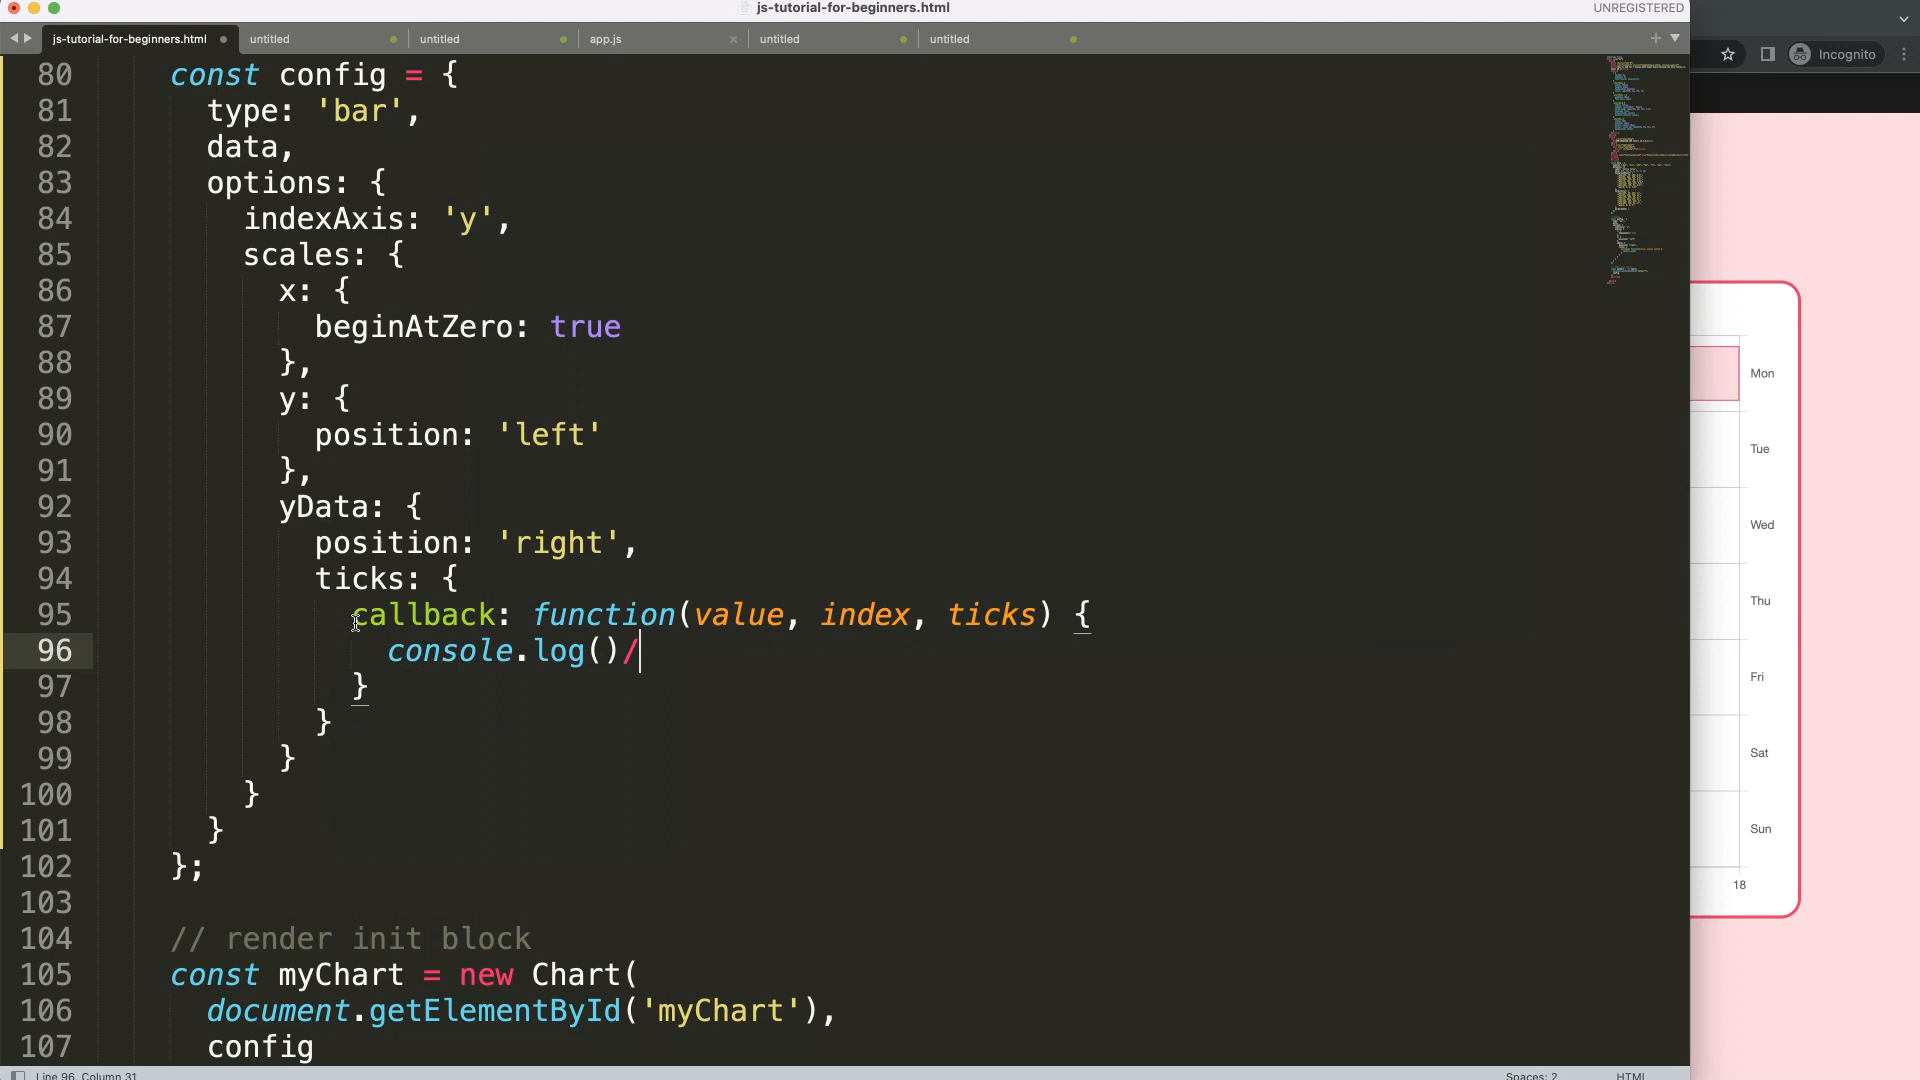 js-tutorial-for-beginners.html
UNREGISTERED
js-tutorial-for-beginners.html
untitled
untitled
app.js
untitled
untitled
Incognito
80 const config = {
81 type: 'bar',
82 data,
83 options: {
84 indexAxis: 'y',
85 scales: {
86 x: {
87 beginAtZero: true
88 },
89 y: {
90 position: 'left'
91 },
92 yData: {
93 position: 'right',
94 ticks: {
95 callback: function(value, index, ticks) {
96 console.log()/
97 }
98 }
99 }
100 }
101 }
102 };
103
104 // render init block
105 const myChart = new Chart(
106 document.getElementById('myChart'),
107 config
Mon
Tue
Wed
Thu
Fri
Sat
Sun
18
Line 96, Column 31
Spaces: 2
HTML